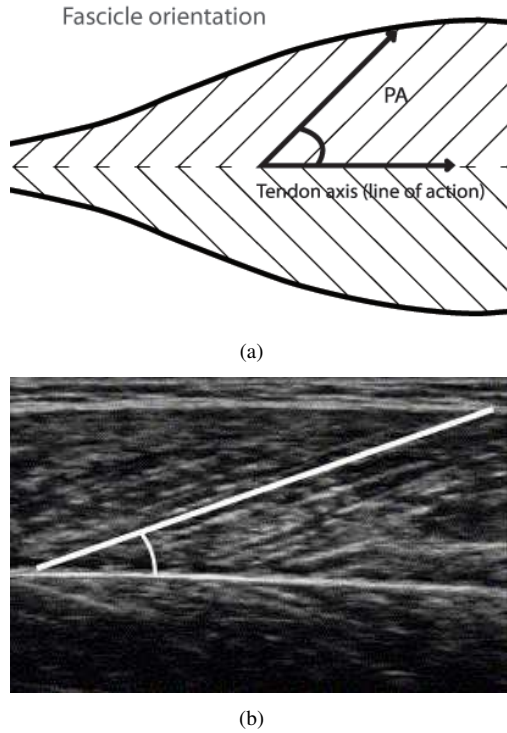 Fascicle orientation
PA
Tendon axis (line of action)
(a)
(b)